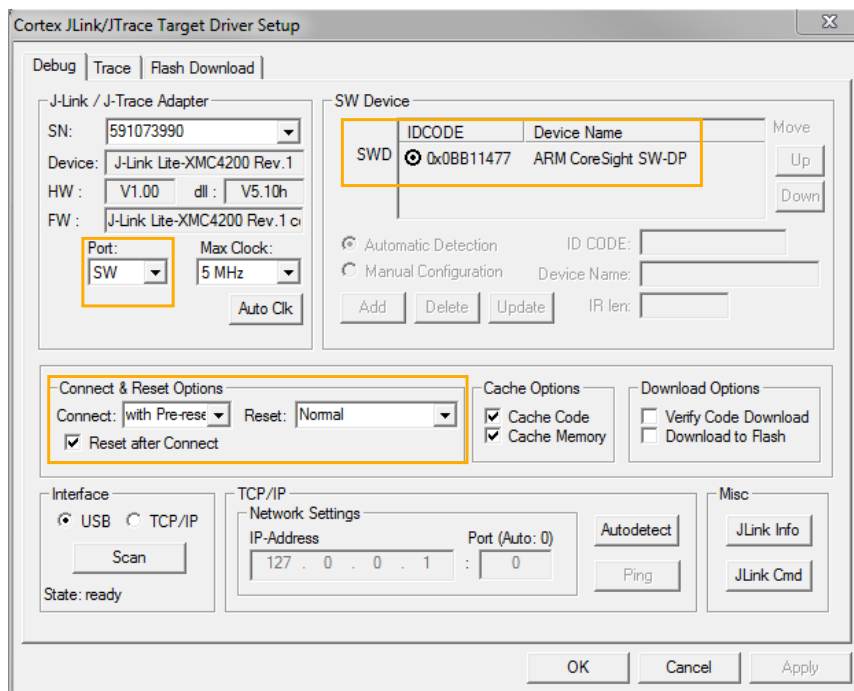 Cortex JLink/JTrace Target Driver Setup
Debug Trace Flash Download
J-Link / J-Trace Adapter
SN: 591073990
Device: J-Link Lite-XMC4200 Rev.1
HW : V1.00 dll : V5.10h
FW : J-Link Lite-XMC4200 Rev.1 co
Port: Max Clock:
SW 5 MHz
Auto Clk
SW Device
IDCODE Device Name Move
SWD 0x0BB11477 ARM CoreSight SW-DP Up
Down
Automatic Detection ID CODE:
Manual Configuration Device Name:
Add Delete Update IR len:
Connect & Reset Options
Connect: with Pre-rese Reset: Normal
Reset after Connect
Cache Options
Cache Code
Cache Memory
Download Options
Verify Code Download
Download to Flash
Interface
USB TCP/IP
Scan
State: ready
TCP/IP
Network Settings
IP-Address Port (Auto: 0)
127 . 0 . 0 . 1 : 0
Autodetect
Ping
Misc
JLink Info
JLink Cmd
OK Cancel Apply